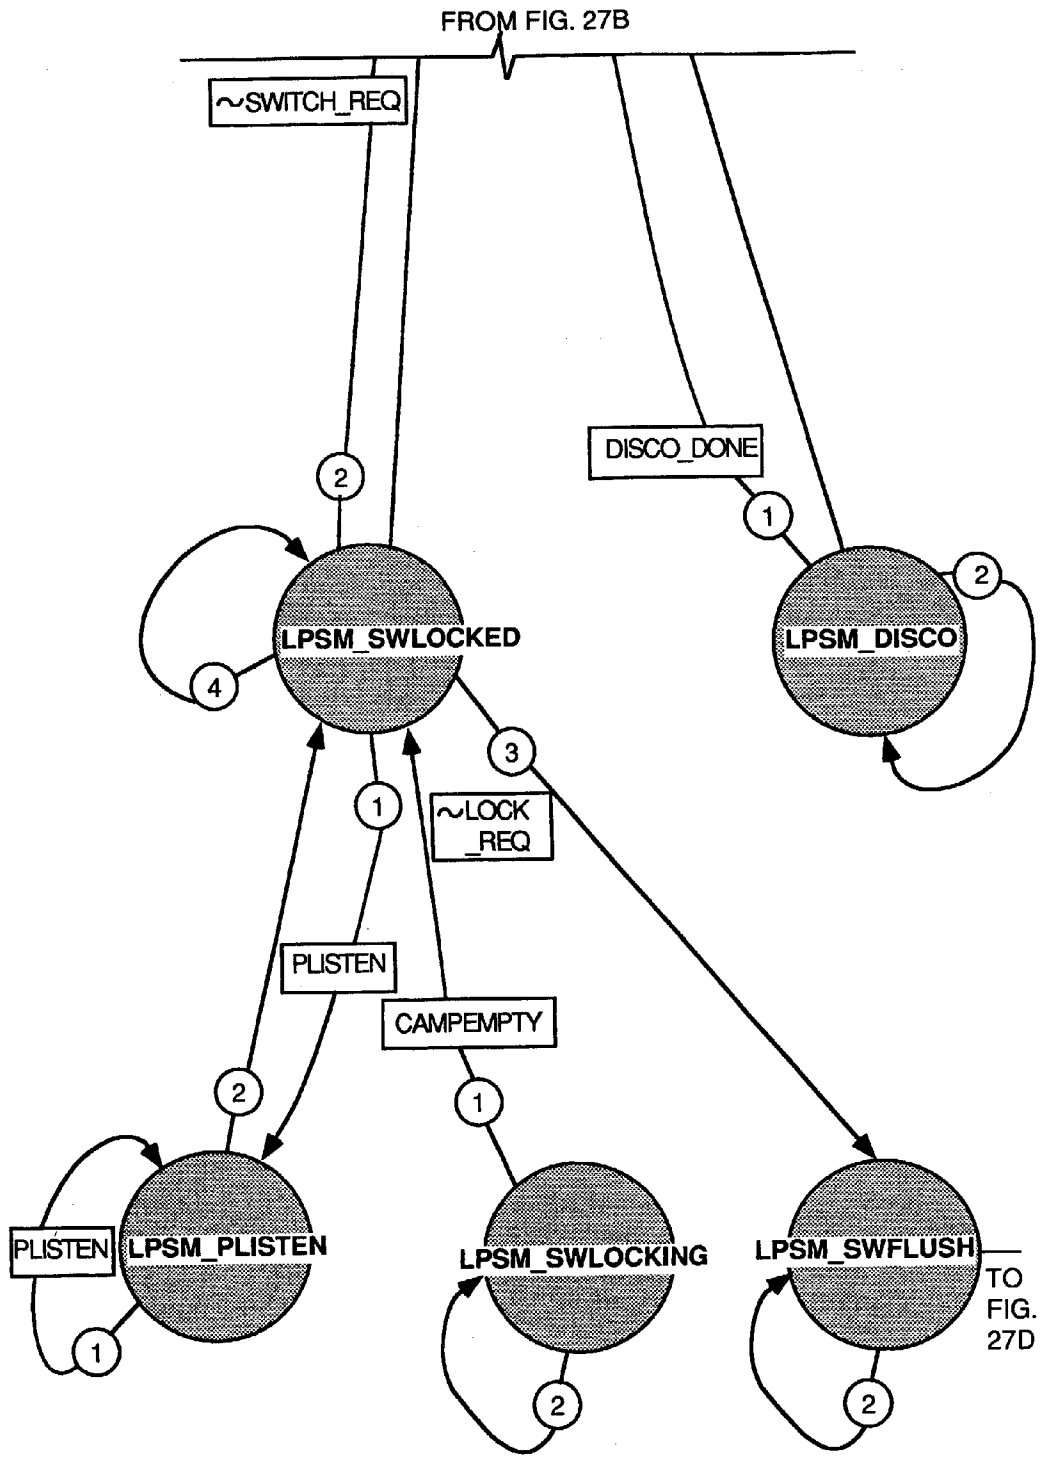 FROM FIG. 27B
~SWITCH_REQ
DISCO_DONE
2
1
2
LPSM_SWLOCKED
LPSM_DISCO
4
3
1
~LOCK
_REQ
PLISTEN
CAMPEMPTY
2
1
PLISTEN
LPSM_PLISTEN
LPSM_SWLOCKING
LPSM_SWFLUSH
TO
FIG.
27D
1
2
2